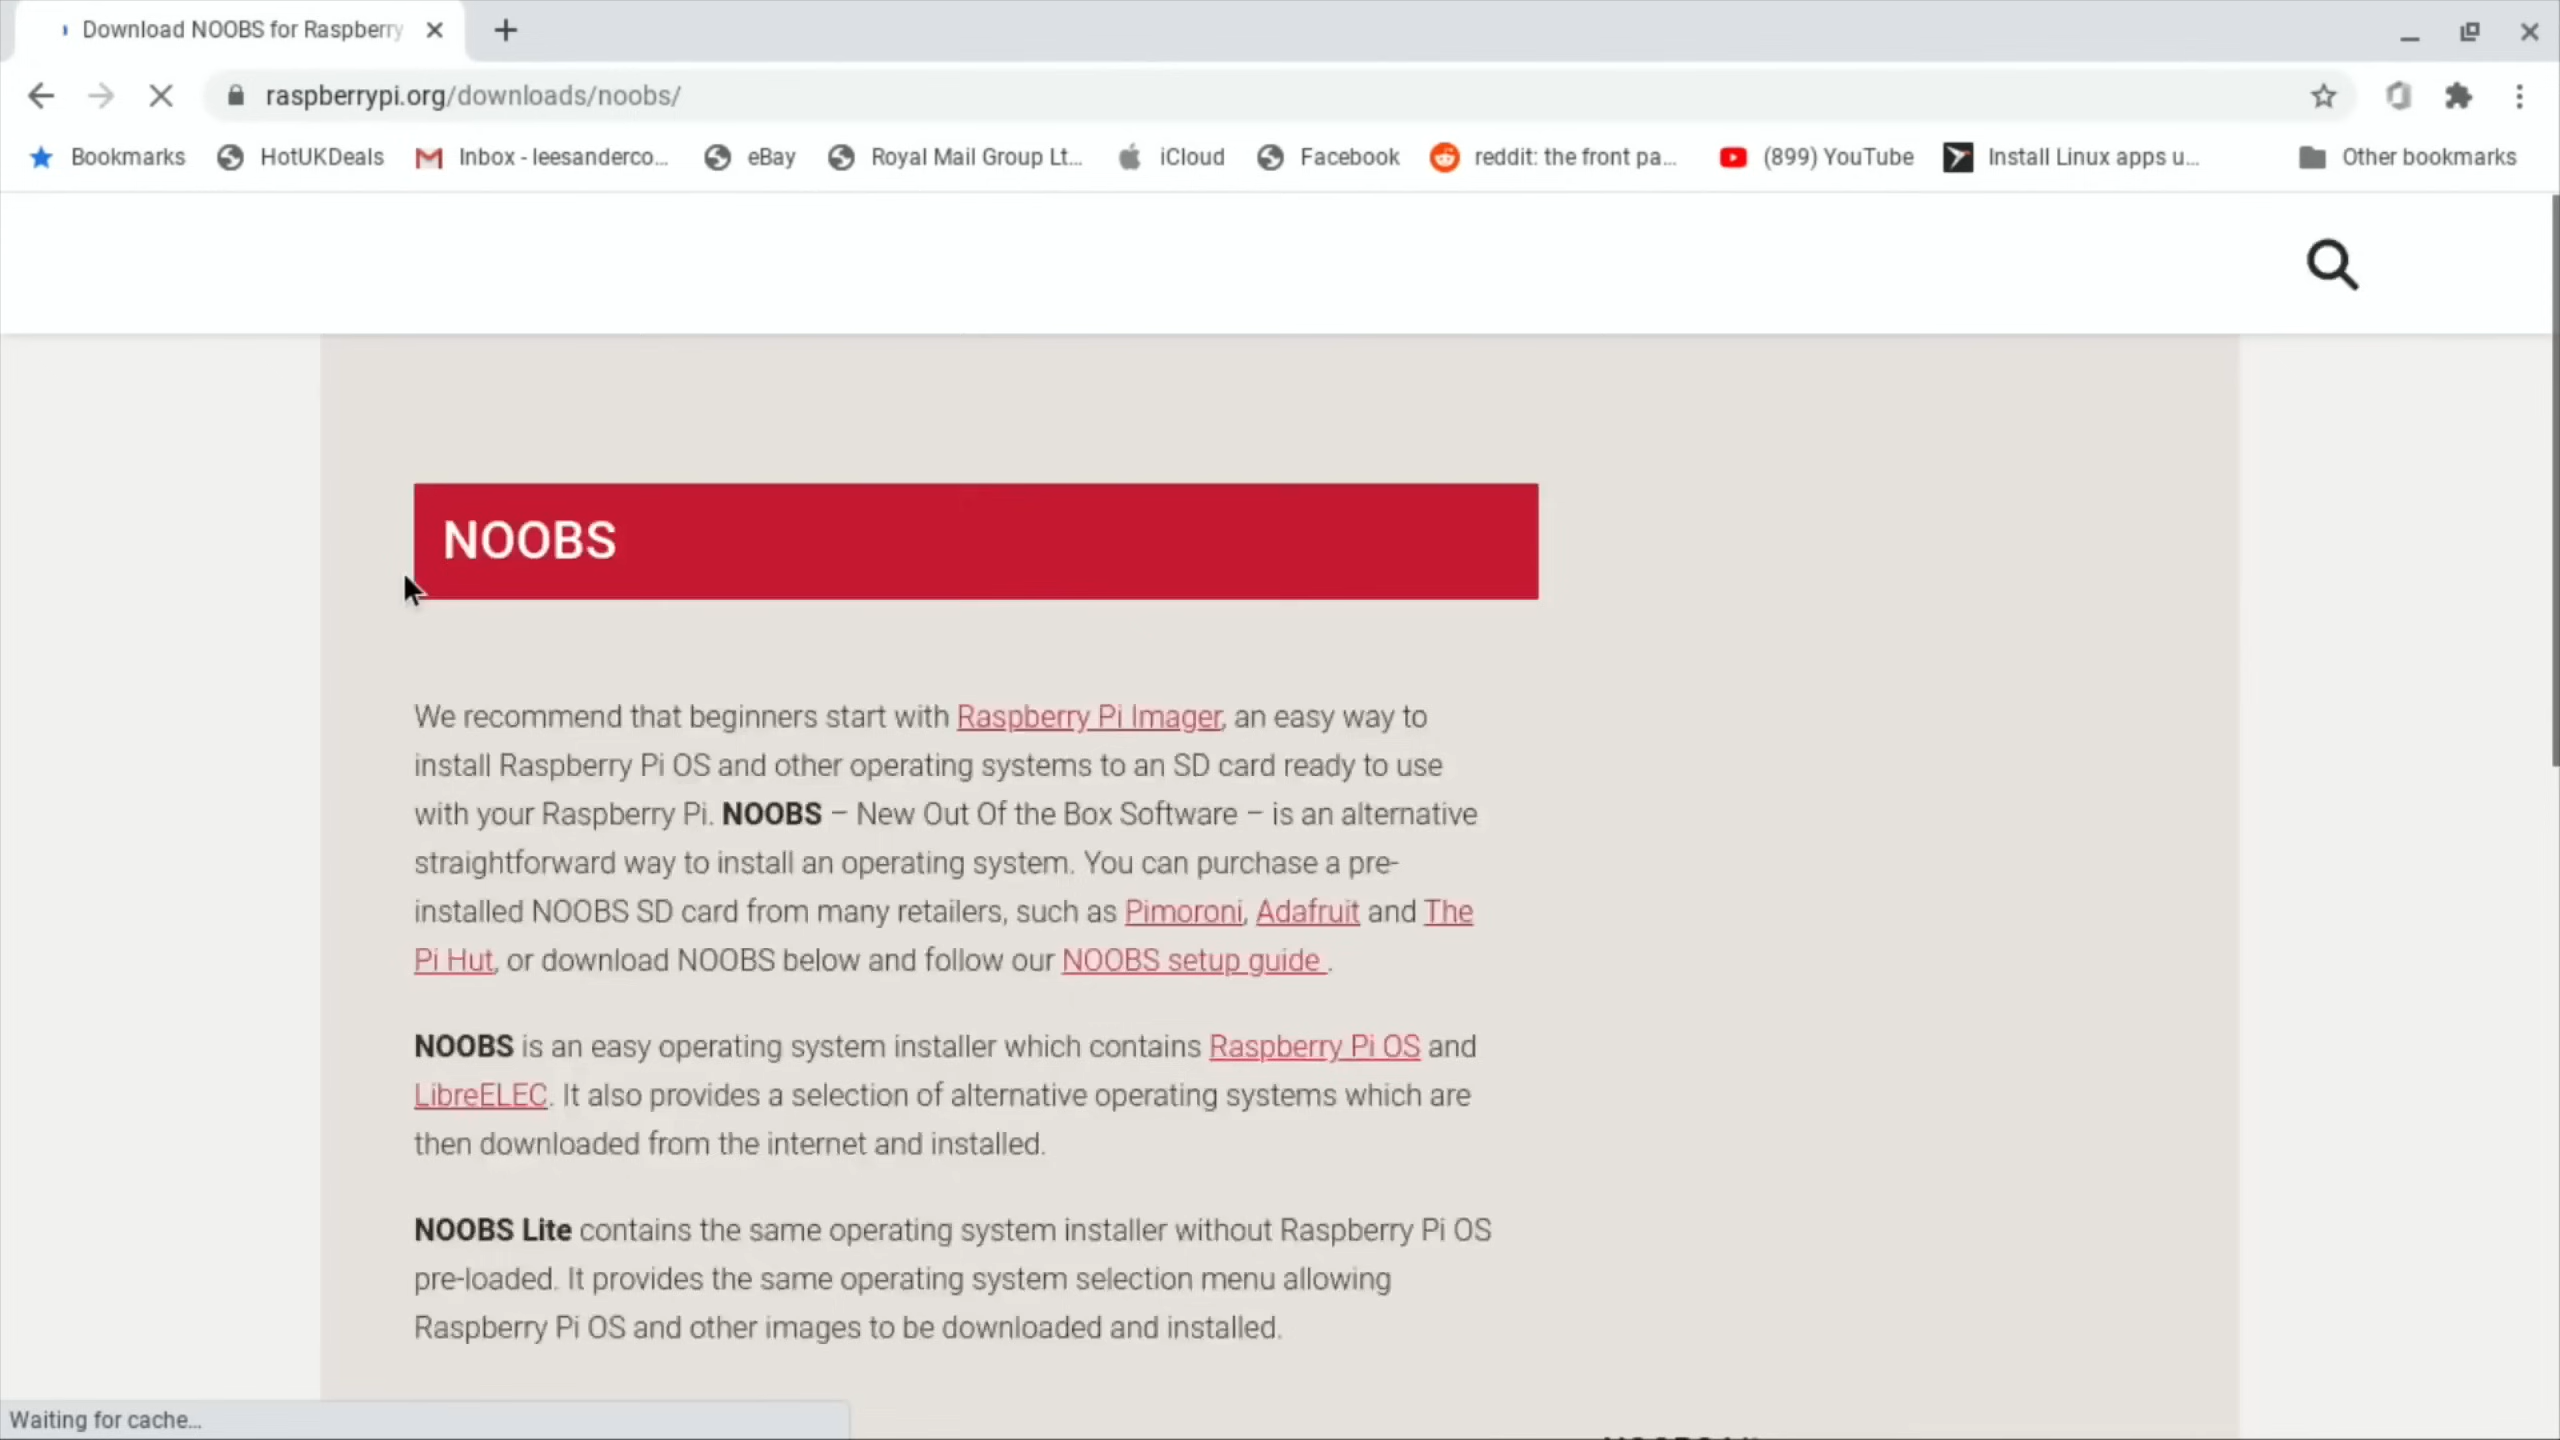 Download NOOBS for Raspberry
raspberrypi.org/downloads/noobs/
Bookmarks HotUKDeals Inbox - leesanderco... eBay Royal Mail Group Lt... iCloud Facebook reddit: the front pa... (899) YouTube Install Linux apps u... Other bookmarks
NOOBS
We recommend that beginners start with Raspberry Pi Imager, an easy way to
install Raspberry Pi OS and other operating systems to an SD card ready to use
with your Raspberry Pi. NOOBS – New Out Of the Box Software – is an alternative
straightforward way to install an operating system. You can purchase a pre-
installed NOOBS SD card from many retailers, such as Pimoroni, Adafruit and The
Pi Hut, or download NOOBS below and follow our NOOBS setup guide .
NOOBS is an easy operating system installer which contains Raspberry Pi OS and
LibreELEC. It also provides a selection of alternative operating systems which are
then downloaded from the internet and installed.
NOOBS Lite contains the same operating system installer without Raspberry Pi OS
pre-loaded. It provides the same operating system selection menu allowing
Raspberry Pi OS and other images to be downloaded and installed.
Waiting for cache...